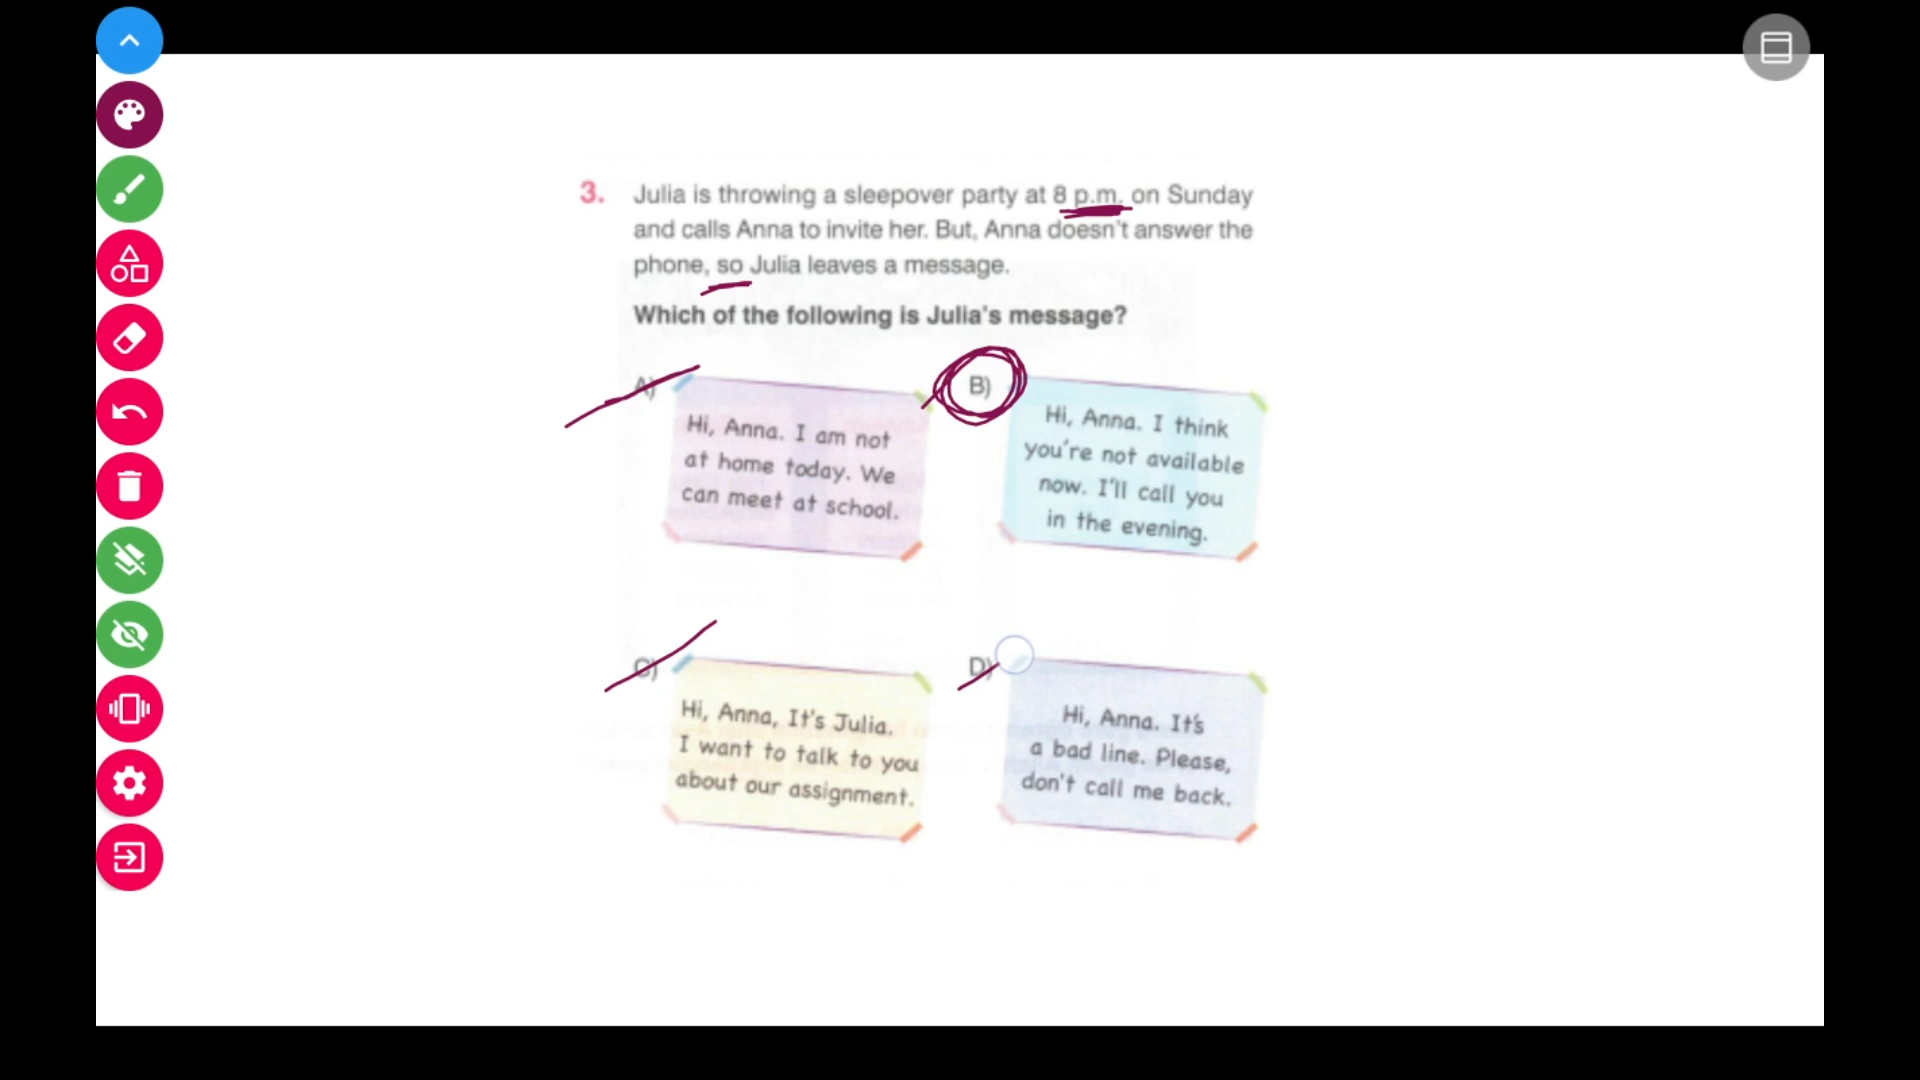 3. Julia is throwing a sleepover party at 8 p.m. on Sunday
and calls Anna to invite her. But, Anna doesn't answer the
phone, so Julia leaves a message.
Which of the following is Julia's message?
A)
Hi, Anna. I am not
at home today. We
can meet at school.
B)
Hi, Anna. I think
you're not available
now. I'll call you
in the evening.
C)
Hi, Anna, It's Julia.
I want to talk to you
about our assignment.
D)
Hi, Anna. It's
a bad line. Please,
don't call me back.